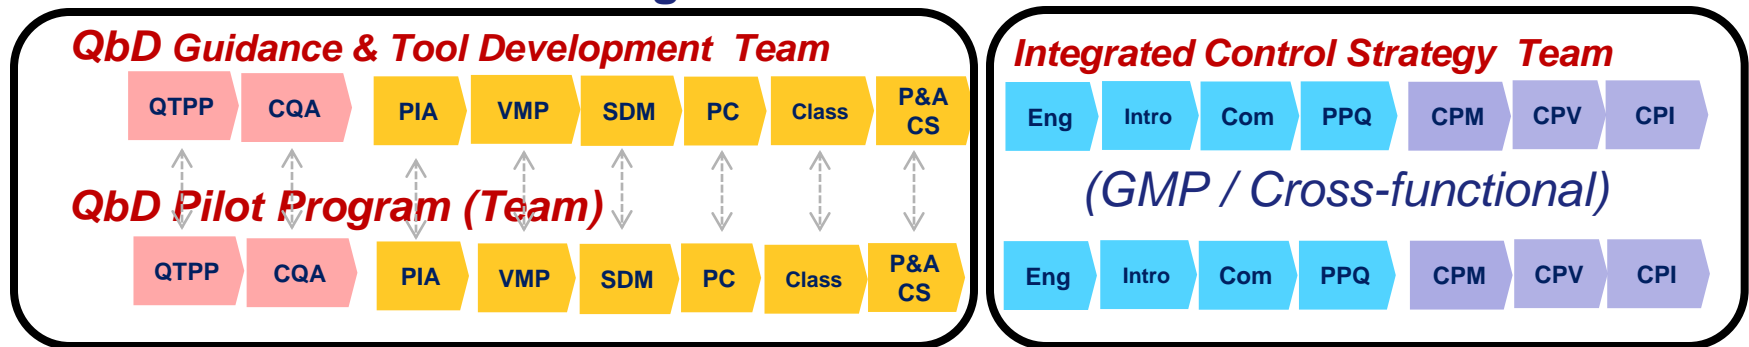 QbD Guidance & Tool Development Team
QTPP CQA PIA VMP SDM PC Class P&A CS
QbD Pilot Program (Team)
QTPP CQA PIA VMP SDM PC Class P&A CS
Integrated Control Strategy Team
Eng Intro Com PPQ CPM CPV CPI
(GMP / Cross-functional)
Eng Intro Com PPQ CPM CPV CPI